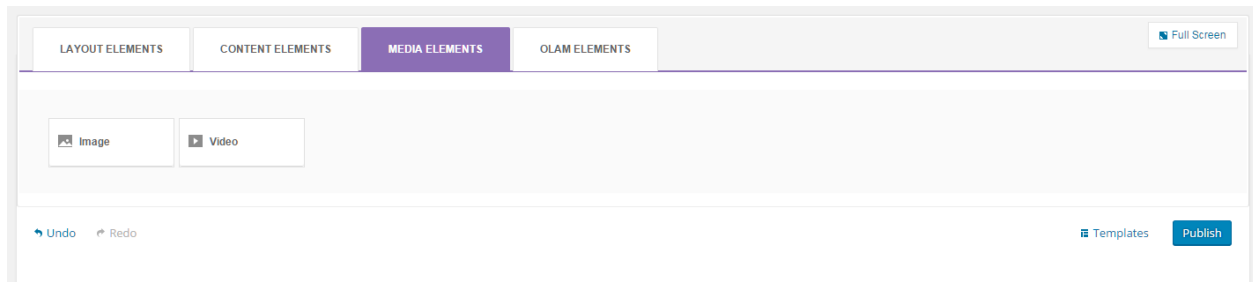 LAYOUT ELEMENTS CONTENT ELEMENTS MEDIA ELEMENTS OLAM ELEMENTS Full Screen
Image Video
Undo Redo Templates Publish